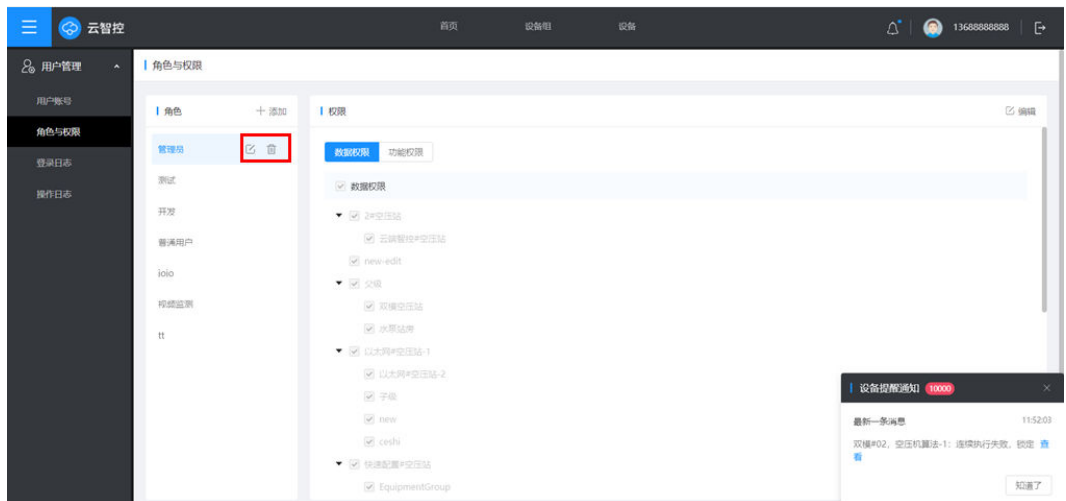 云智控
首页 设备组 设备
13688888888
用户管理
用户账号
角色与权限
登录日志
操作日志
角色与权限
角色
添加
管理员
测试
开发
普通用户
ioio
视频监测
tt
权限
编辑
数据权限 功能权限
数据权限
2#空压站
云端智控#空压站
new-edit
父级
双横空压站
水泵站房
以太网#空压站-1
以太网#空压站-2
子级
new
ceshi
快速配置#空压站
EquipmentGroup
设备提醒通知 10000
最新一条消息 11:52:03
双横#02，空压机算法-1：连续执行失败，锁定 查
看
知道了